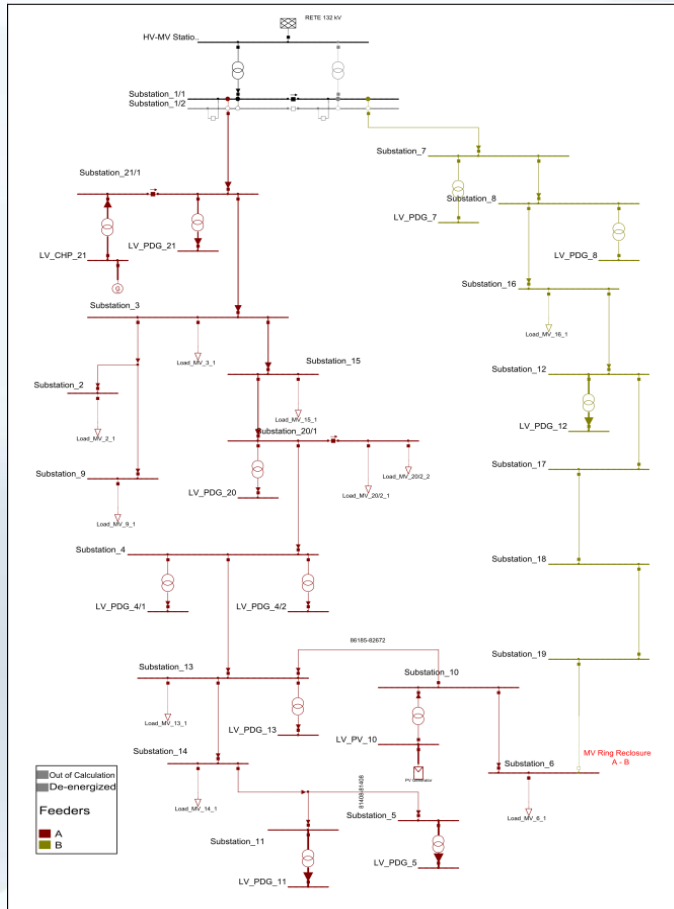 RETE 132 kV
HV-MV Statio..
Substation_1/1
Substation_1/2
Substation_7
Substation_21/1
Substation_8
LV_PDG_7
LV_PDG_21
LV_CHP_21
LV_PDG_8
G
Substation_16
Substation_3
Load_MV_16_1
Load_MV_3_1
Substation_15
Substation_12
Substation_2
Load_MV_15_1
Load_MV_2_1
Substation_20/1
LV_PDG_12
Substation_9
LV_PDG_20
Load_MV_20/2_2
Load_MV_20/2_1
Substation_17
Load_MV_9_1
Substation_4
Substation_18
LV_PDG_4/1
LV_PDG_4/2
86185-82672
Substation_19
Substation_13
Substation_10
Load_MV_13_1
LV_PDG_13
LV_PV_10
Substation_14
Substation_6
MV Ring Reclosure
A - B
Out of Calculation
De-energized
Feeders
A
B
Load_MV_14_1
81408-81408
Substation_5
Load_MV_6_1
Substation_11
LV_PDG_5
LV_PDG_11